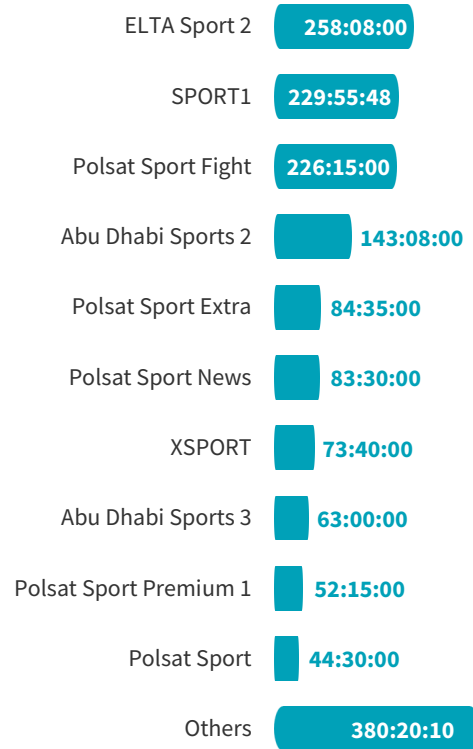 ELTA Sport 2 258:08:00
SPORT1 229:55:48
Polsat Sport Fight 226:15:00
Abu Dhabi Sports 2 143:08:00
Polsat Sport Extra 84:35:00
Polsat Sport News 83:30:00
XSPORT 73:40:00
Abu Dhabi Sports 3 63:00:00
Polsat Sport Premium 1 52:15:00
Polsat Sport 44:30:00
Others 380:20:10